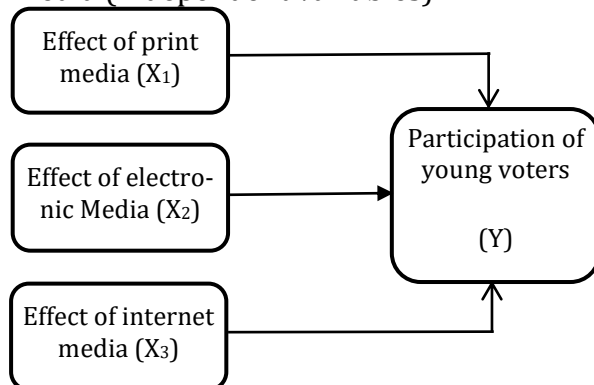 Effect of print
media (X₁)
Effect of electro-
nic Media (X₂)
Effect of internet
media (X₃)
Participation of
young voters
(Y)